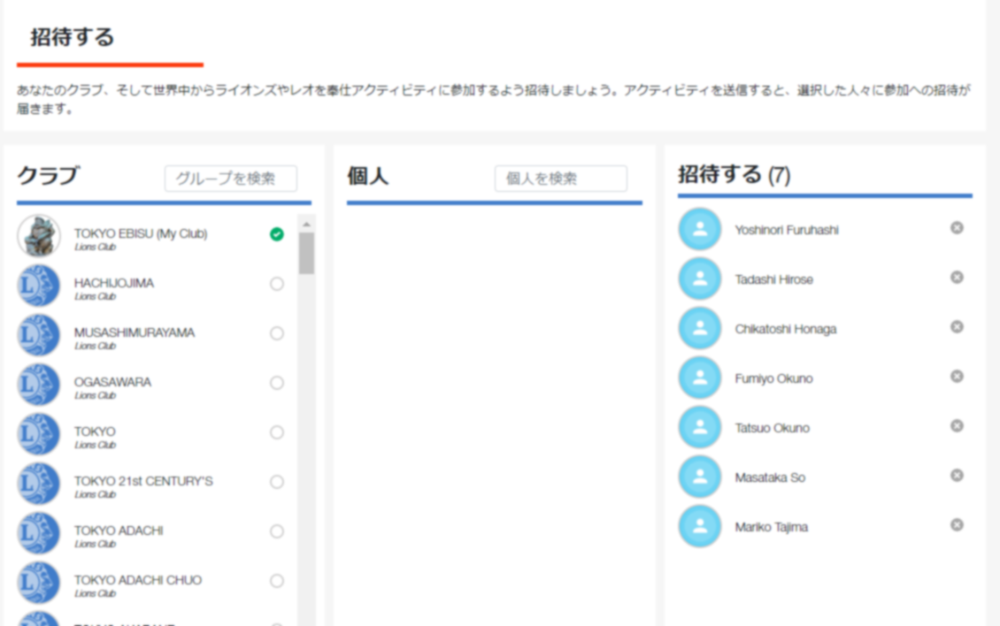 招待する
あなたのクラブ、そして世界中からライオンズやレオを奉仕アクティビティに参加するよう招待しましょう。アクティビティを送信すると、選択した人々に参加への招待が
届きます。
クラブ
グループを検索
TOKYO EBISU (My Club)
Lions Club
HACHIJOJIMA
Lions Club
MUSASHIMURAYAMA
Lions Club
OGASAWARA
Lions Club
TOKYO
Lions Club
TOKYO 21st CENTURY'S
Lions Club
TOKYO ADACHI
Lions Club
TOKYO ADACHI CHUO
Lions Club
個人
個人を検索
招待する (7)
Yoshinori Furuhashi
Tadashi Hirose
Chikatoshi Honaga
Fumiyo Okuno
Tatsuo Okuno
Masataka So
Mariko Tajima